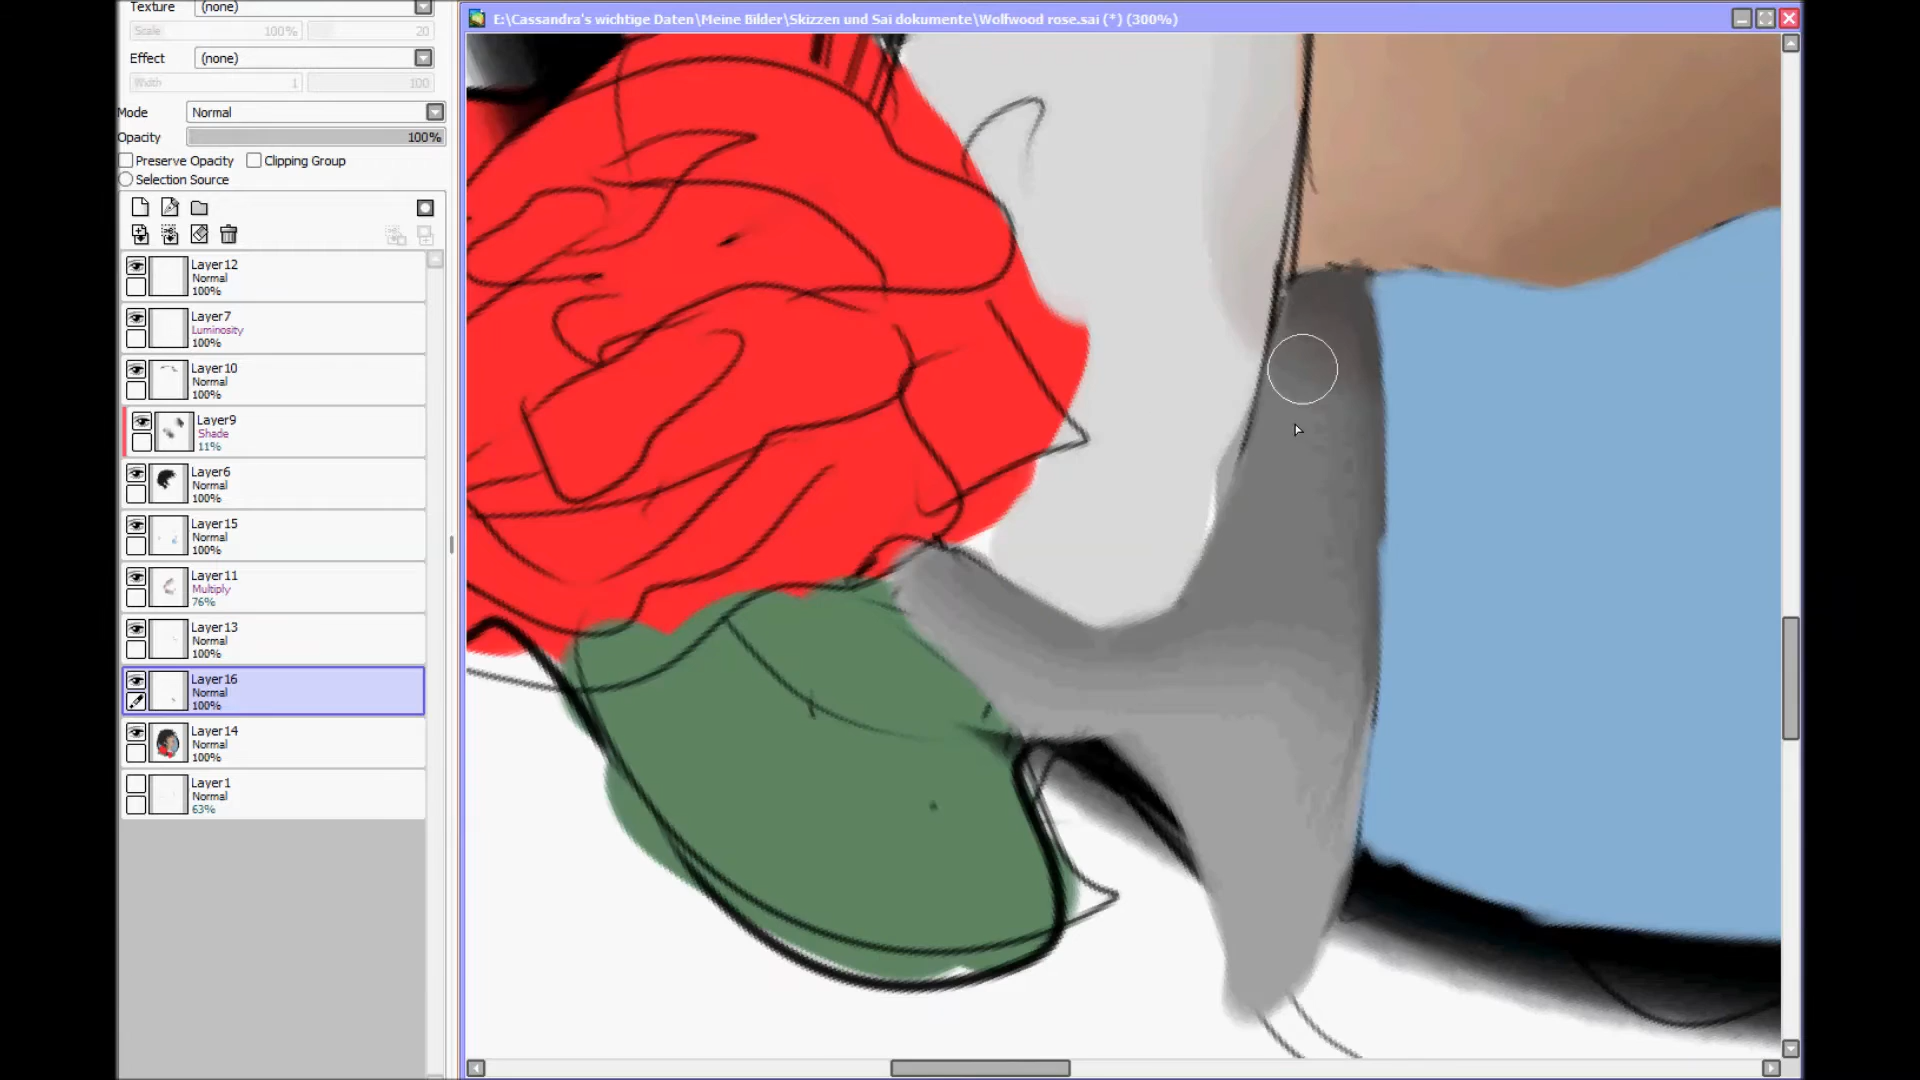 Texture (none)
Scale 100% 20
E:\Cassandra's wichtige Daten\Meine Bilder\Skizzen und Sai dokumente\Wolfwood rose.sai (*) (300%)
Effect (none)
Width 1 100
Mode Normal
Opacity 100%
Preserve Opacity Clipping Group
Selection Source
Layer12
Normal
100%
Layer7
Luminosity
100%
Layer10
Normal
100%
Layer9
Shade
11%
Layer6
Normal
100%
Layer15
Normal
100%
Layer11
Multiply
76%
Layer13
Normal
100%
Layer16
Normal
100%
Layer14
Normal
100%
Layer1
Normal
63%